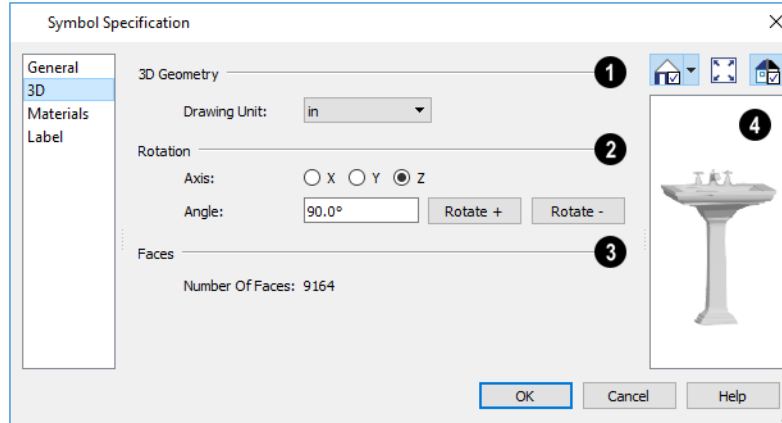 Symbol Specification
General
3D
Materials
Label
3D Geometry 1
Drawing Unit: in
Rotation 2
Axis: X Y Z
Angle: 90.0° Rotate + Rotate -
Faces 3
Number Of Faces: 9164
4
OK Cancel Help